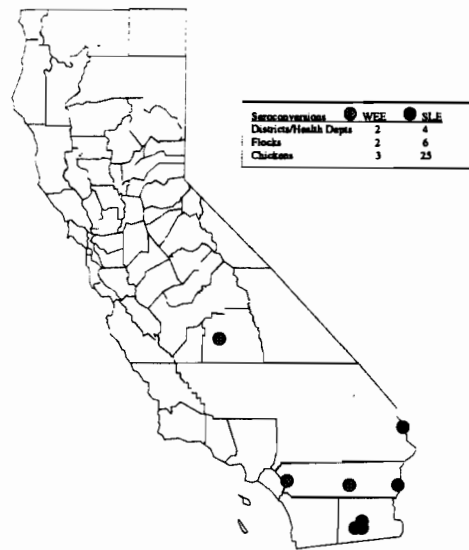 Seroconversions WEE SLE
Districts/Health Depts 2 4
Flocks 2 6
Chickens 3 25